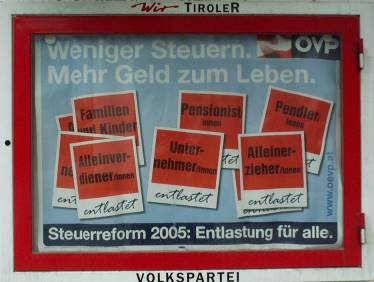 Wir TIROLER
Weniger Steuern.
ÖVP
Mehr Geld zum Leben.
Familien
Kinder
Pensionist
innen
Pendler
innen
Alleinver-
diener/innen
entlastet
Unter-
nehmer/innen
entlastet
Alleiner-
zieher/innen
entlastet
www.oevp.at
Steuerreform 2005: Entlastung für alle.
VOLKSPARTEI